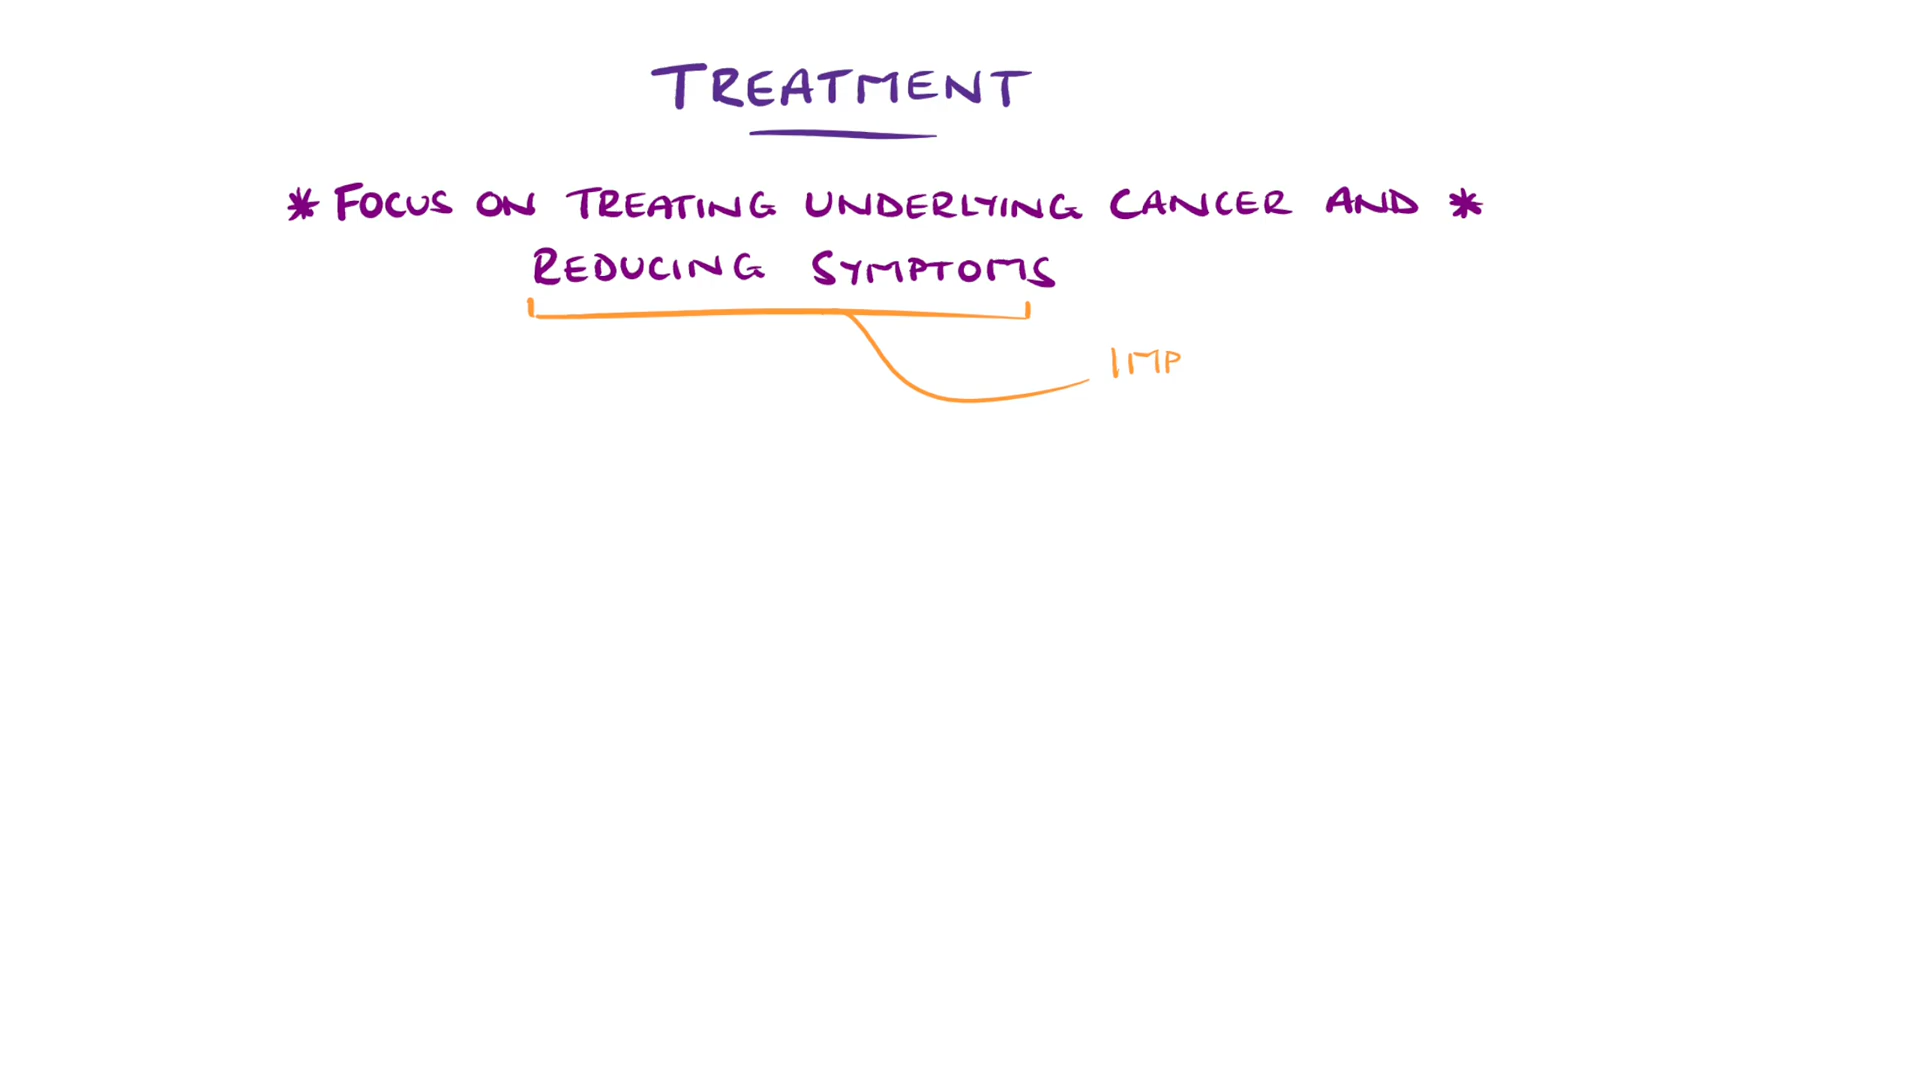 TREATMENT
* FOCUS ON TREATING UNDERLYING CANCER AND *
REDUCING SYMPTOMS
IMP